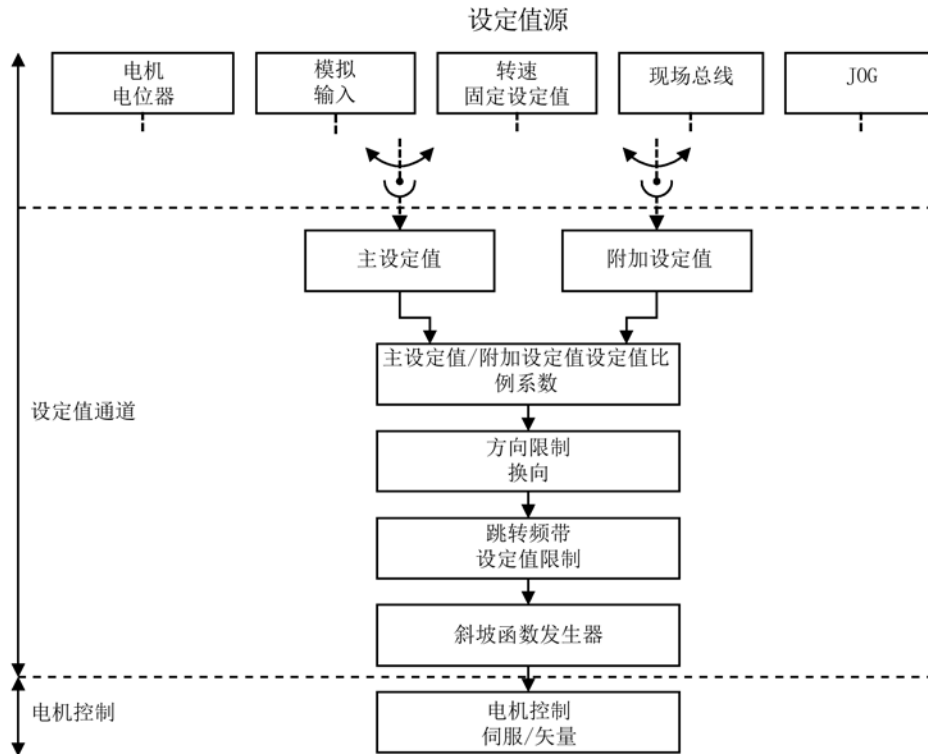 设定值源
电机
电位器
模拟
输入
转速
固定设定值
现场总线
JOG
主设定值
附加设定值
主设定值/附加设定值设定值比
例系数
设定值通道
方向限制
换向
跳转频带
设定值限制
斜坡函数发生器
电机控制
电机控制
伺服/矢量